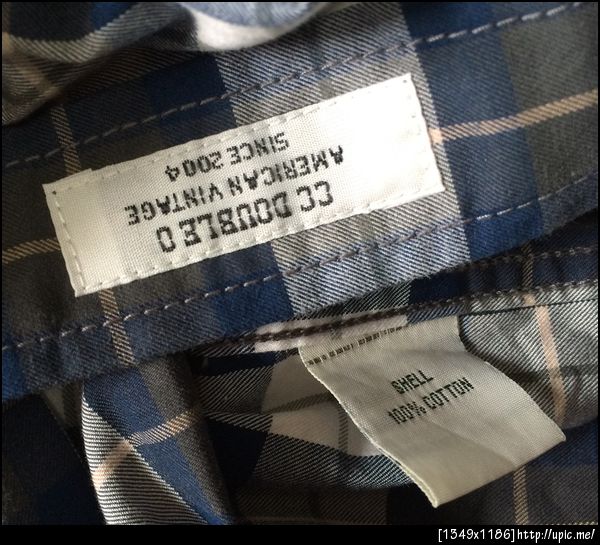 CC DOUBLE O
AMERICAN VINTAGE
SINCE 2004
SHELL
100% COTTON
[1349x1186]http://upic.me/